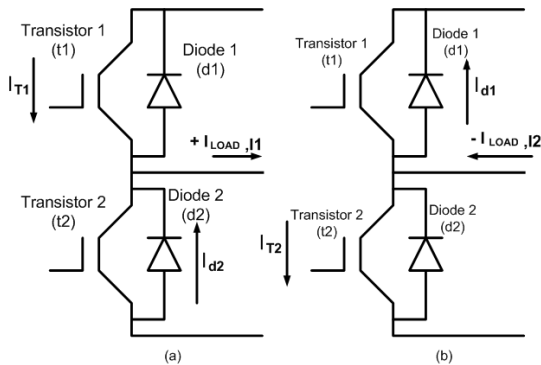 Transistor 1
(t1)
Diode 1
(d1)
IT1
+ ILOAD ,I1
Transistor 2
(t2)
Diode 2
(d2)
Id2
(a)
Transistor 1
(t1)
Diode 1
(d1)
Id1
- ILOAD ,I2
Transistor 2
(t2)
Diode 2
(d2)
IT2
(b)